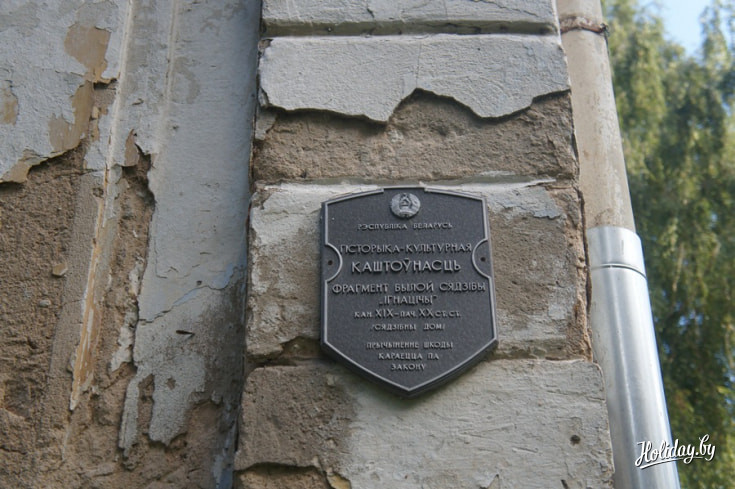 РЭСПУБЛІКА БЕЛАРУСЬ
ГІСТОРЫКА-КУЛЬТУРНАЯ
КАШТОЎНАСЦЬ
ФРАГМЕНТ БЫЛОЙ СЯДЗІБЫ
„ІГНАЦІЧЫ"
КАН. XIX – ПАЧ. XX СТ. СТ.
/СЯДЗІБНЫ ДОМ/
ПРЫЧЫНЕННЕ ШКОДЫ
КАРАЕЦЦА ПА
ЗАКОНУ
Holiday.by